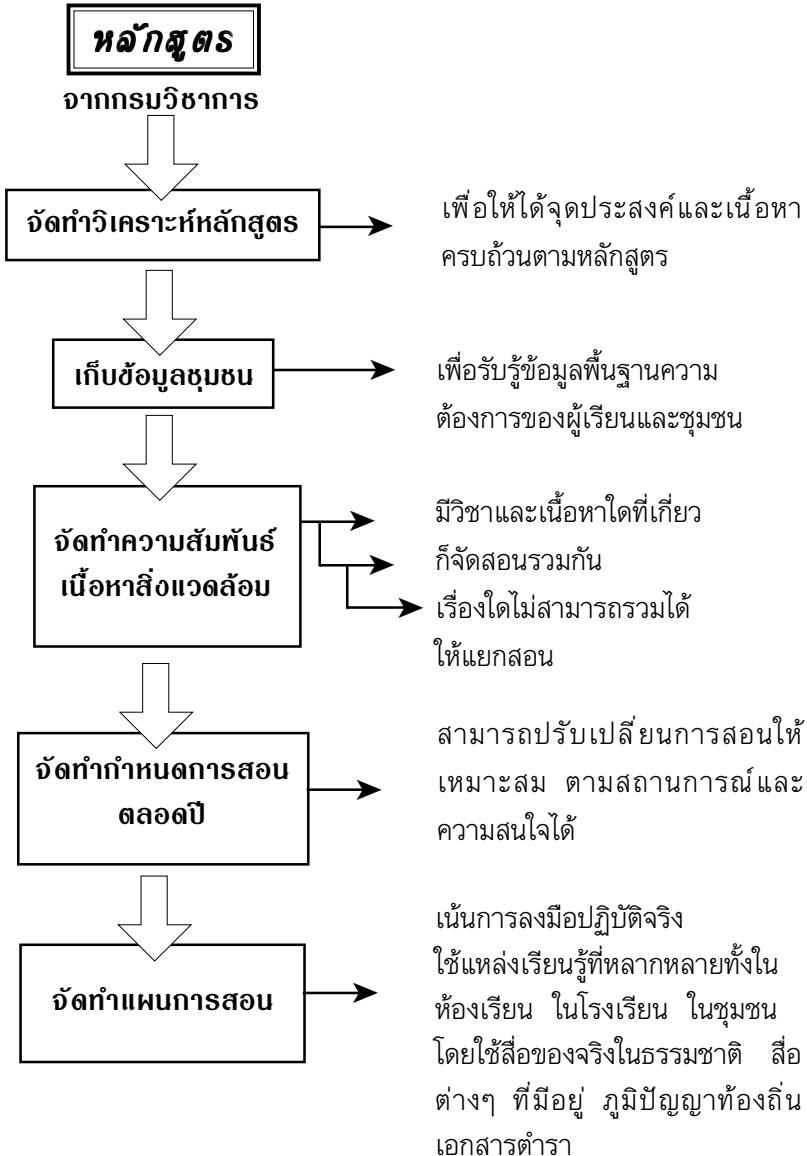 หลักสูตร
จากกรมวิชาการ
จัดทำวิเคราะห์หลักสูตร
เพื่อให้ได้จุดประสงค์และเนื้อหา
ครบถ้วนตามหลักสูตร
เก็บข้อมูลชุมชน
เพื่อรับรู้ข้อมูลพื้นฐานความ
ต้องการของผู้เรียนและชุมชน
จัดทำความสัมพันธ์
เนื้อหาสิ่งแวดล้อม
มีวิชาและเนื้อหาใดที่เกี่ยว
ก็จัดสอนรวมกัน
เรื่องใดไม่สามารถรวมได้
ให้แยกสอน
จัดทำกำหนดการสอน
ตลอดปี
สามารถปรับเปลี่ยนการสอนให้
เหมาะสม ตามสถานการณ์และ
ความสนใจได้
จัดทำแผนการสอน
เน้นการลงมือปฏิบัติจริง
ใช้แหล่งเรียนรู้ที่หลากหลายทั้งใน
ห้องเรียน ในโรงเรียน ในชุมชน
โดยใช้สื่อของจริงในธรรมชาติ สื่อ
ต่างๆ ที่มีอยู่ ภูมิปัญญาท้องถิ่น
เอกสารตำรา